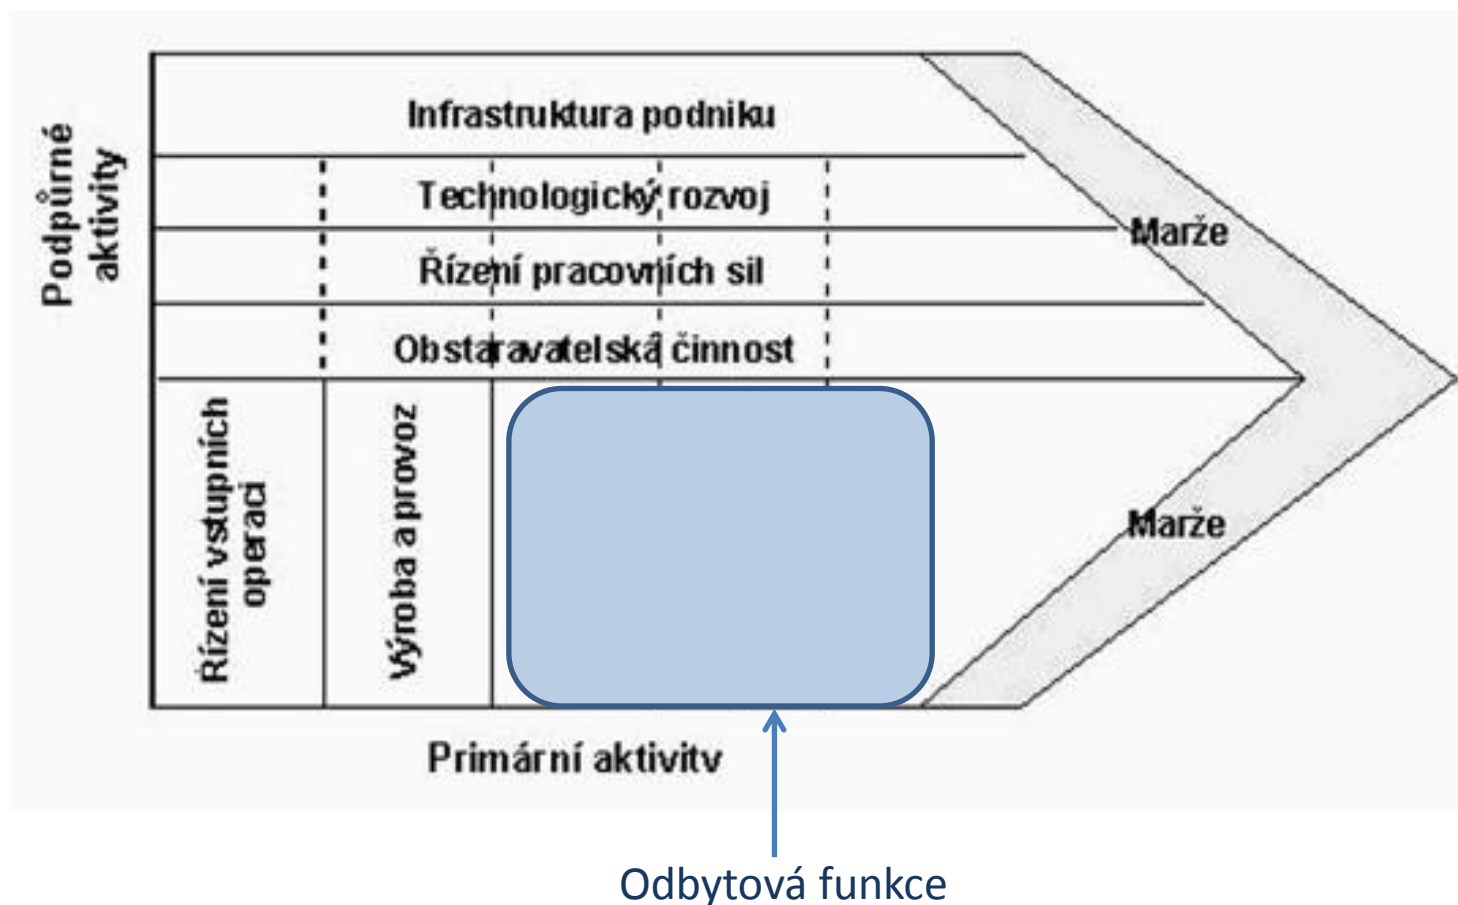 Podpůrné
aktivity
Infrastruktura podniku
Technologický rozvoj
Řízení pracovních sil
Obstaravatelská činnost
Marže
Řízení vstupních
operací
Výroba a provoz
Marže
Primární aktivity
Odbytová funkce